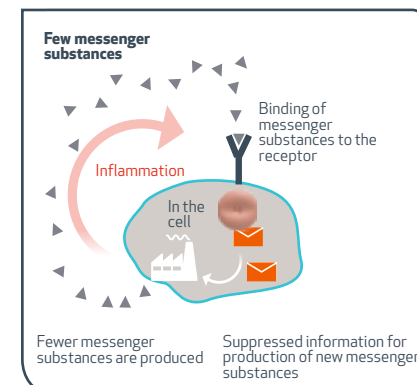 Few messenger
substances
Binding of
messenger
substances to the
receptor
Inflammation
In the
cell
Fewer messenger
substances are produced
Suppressed information for
production of new messenger
substances